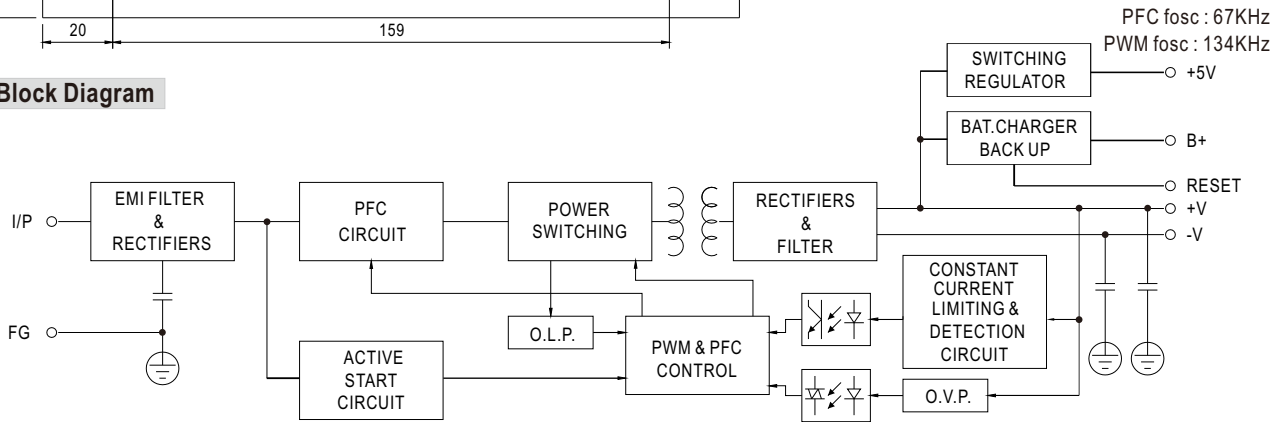 20
159
PFC fosc : 67KHz
PWM fosc : 134KHz
Block Diagram
SWITCHING
REGULATOR
+5V
BAT.CHARGER
BACK UP
B+
RESET
+V
-V
I/P
EMI FILTER
&
RECTIFIERS
PFC
CIRCUIT
POWER
SWITCHING
RECTIFIERS
&
FILTER
FG
O.L.P.
PWM & PFC
CONTROL
CONSTANT
CURRENT
LIMITING &
DETECTION
CIRCUIT
ACTIVE
START
CIRCUIT
O.V.P.